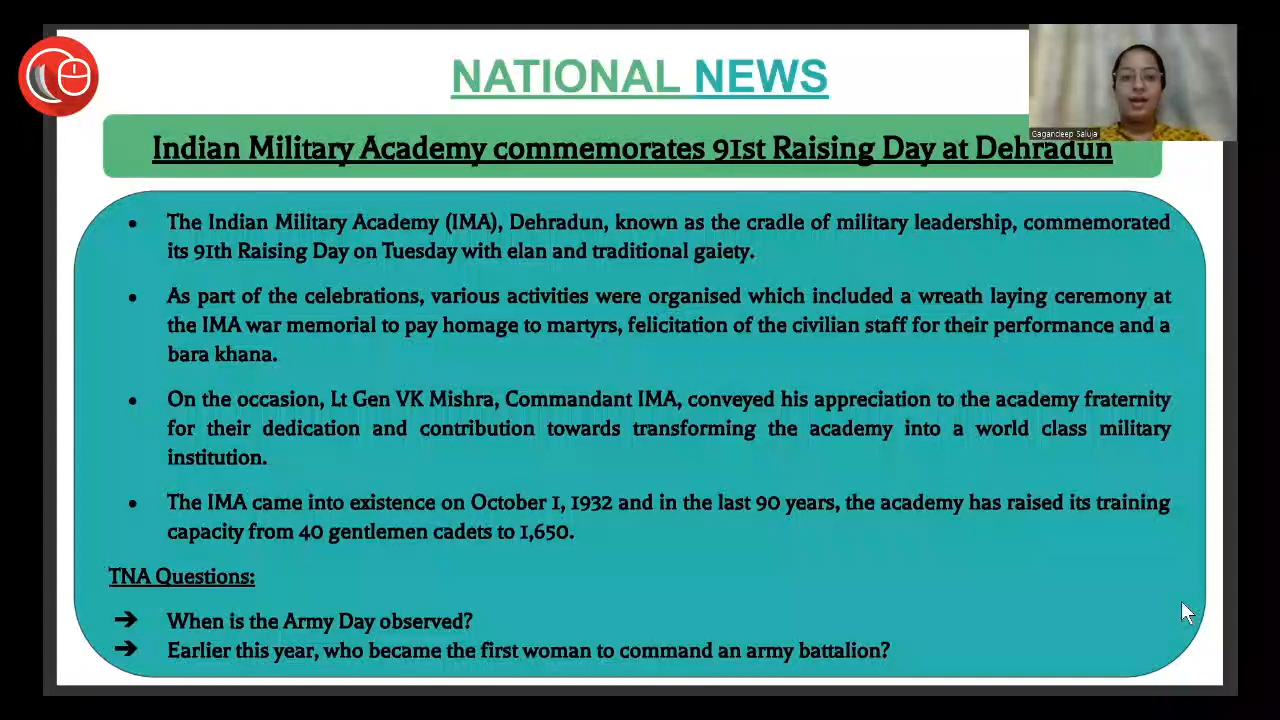 NATIONAL NEWS
Gagandeep Saluja
Indian Military Academy commemorates 91st Raising Day at Dehradun
• The Indian Military Academy (IMA), Dehradun, known as the cradle of military leadership, commemorated
its 91th Raising Day on Tuesday with elan and traditional gaiety.
• As part of the celebrations, various activities were organised which included a wreath laying ceremony at
the IMA war memorial to pay homage to martyrs, felicitation of the civilian staff for their performance and a
bara khana.
• On the occasion, Lt Gen VK Mishra, Commandant IMA, conveyed his appreciation to the academy fraternity
for their dedication and contribution towards transforming the academy into a world class military
institution.
• The IMA came into existence on October 1, 1932 and in the last 90 years, the academy has raised its training
capacity from 40 gentlemen cadets to 1,650.
TNA Questions:
➔ When is the Army Day observed?
➔ Earlier this year, who became the first woman to command an army battalion?